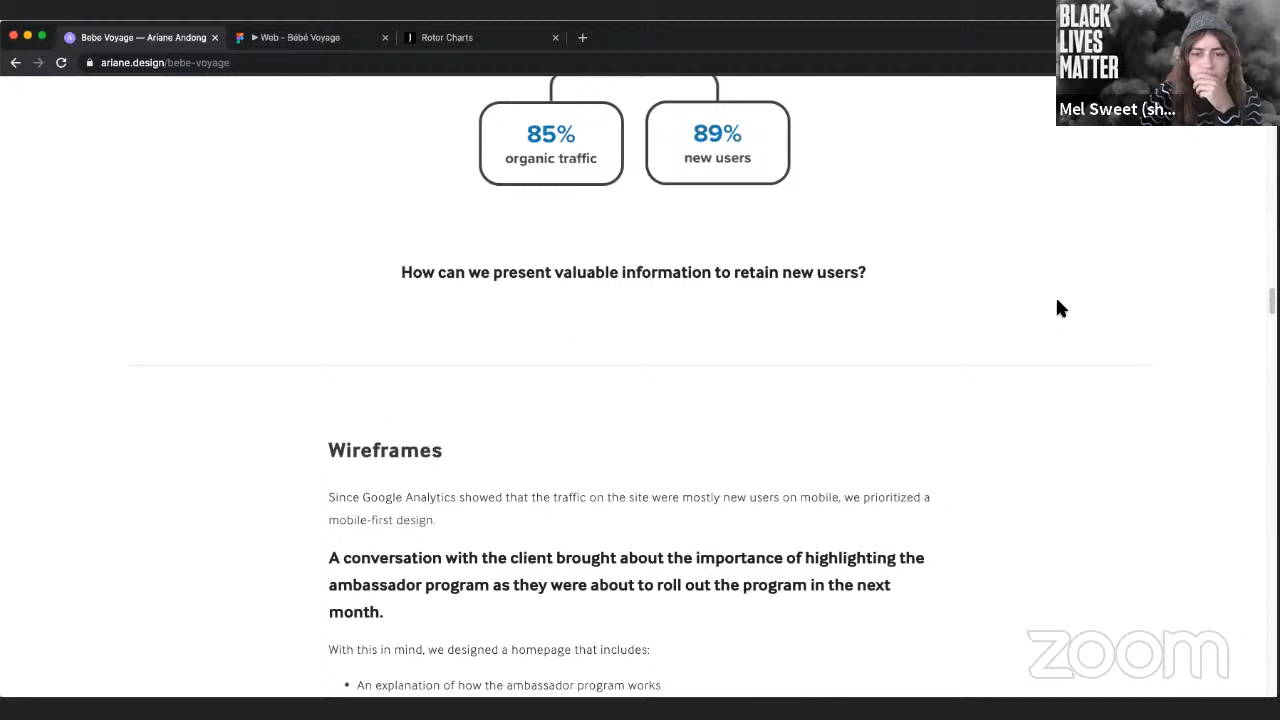 Bebe Voyage — Ariane Andong
Web - Bébé Voyage
Rotor Charts
ariane.design/bebe-voyage
BLACK
LIVES
MATTER
Mel Sweet (sh...
85%
organic traffic
89%
new users
How can we present valuable information to retain new users?
Wireframes
Since Google Analytics showed that the traffic on the site were mostly new users on mobile, we prioritized a
mobile-first design.
A conversation with the client brought about the importance of highlighting the
ambassador program as they were about to roll out the program in the next
month.
With this in mind, we designed a homepage that includes:
• An explanation of how the ambassador program works
zoom